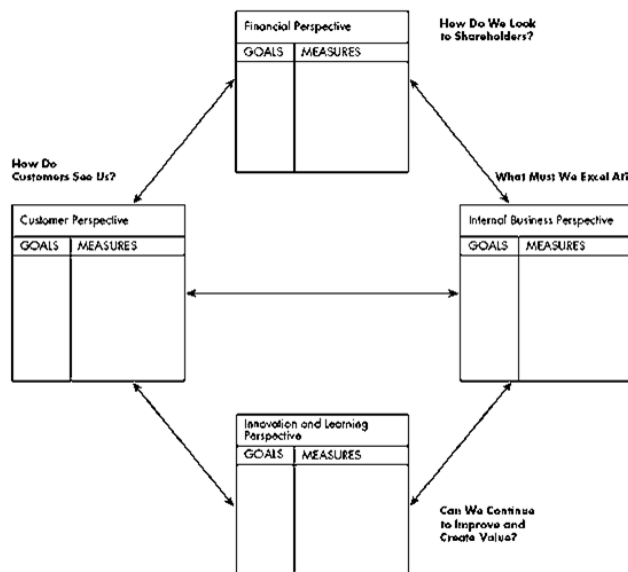 Financial Perspective
How Do We Look
to Shareholders?
GOALS MEASURES
How Do
Customers See Us?
What Must We Excel At?
Customer Perspective
Internal Business Perspective
GOALS MEASURES
GOALS MEASURES
Innovation and Learning
Perspective
GOALS MEASURES
Can We Continue
to Improve and
Create Value?